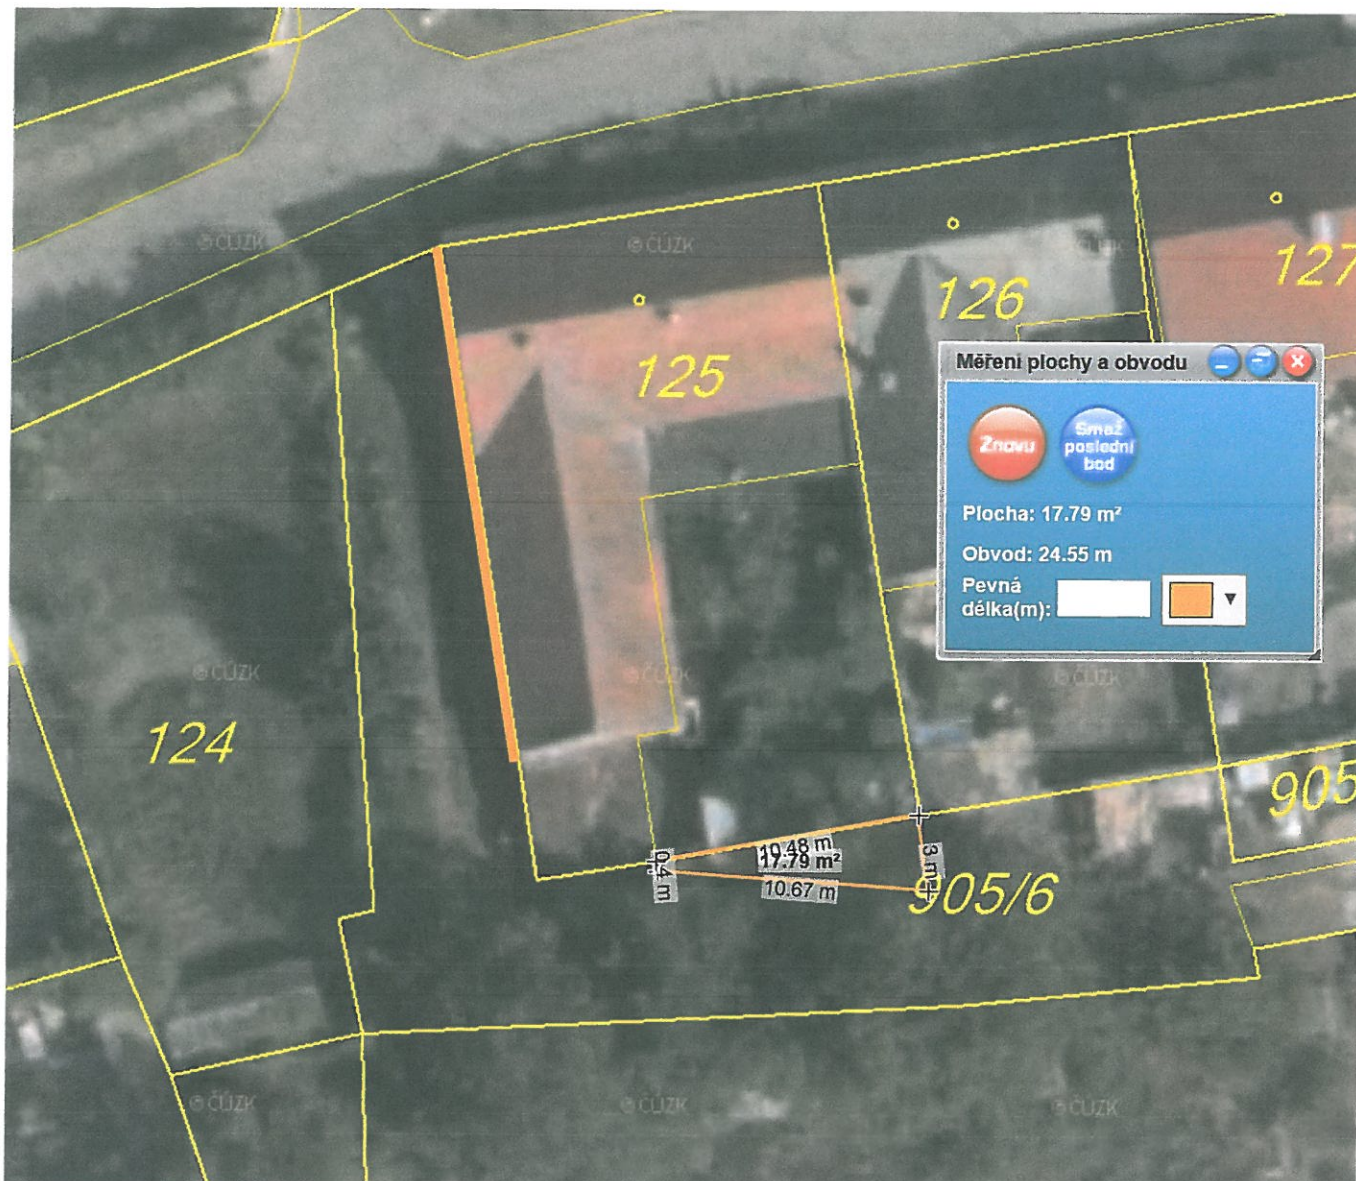 © ČÚZK
© ČÚZK
125
126
127
Měření plochy a obvodu
Znovu
Smaž
poslední
bod
Plocha: 17.79 m²
Obvod: 24.55 m
Pevná
délka(m):
© ČÚZK
© ČÚZK
© ČÚZK
124
905
10.48 m
17.79 m²
3 m
0.4 m
10.67 m
905/6
© ČÚZK
© ČÚZK
© ČÚZK